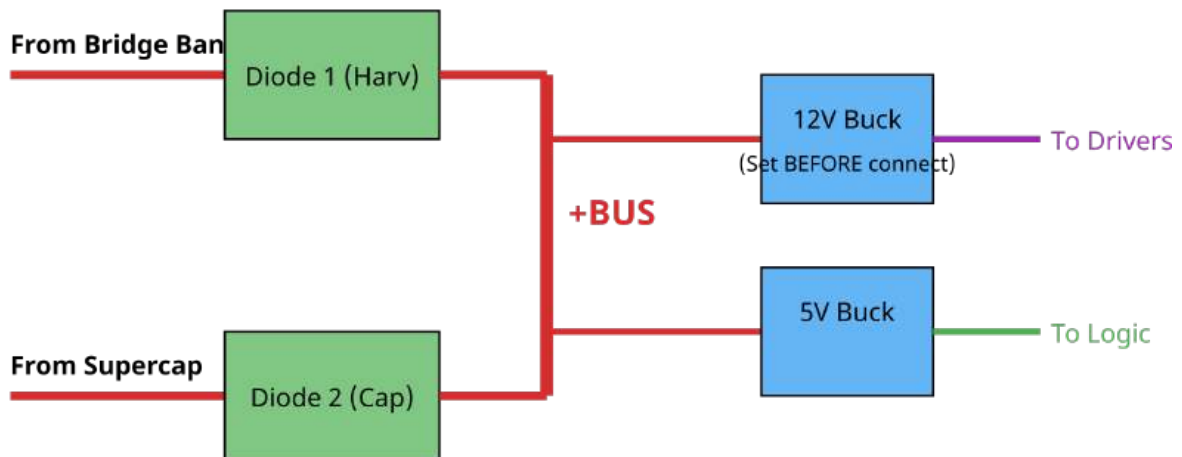 From Bridge Ban
Diode 1 (Harv)
12V Buck
(Set BEFORE connect)
To Drivers
+BUS
5V Buck
To Logic
From Supercap
Diode 2 (Cap)